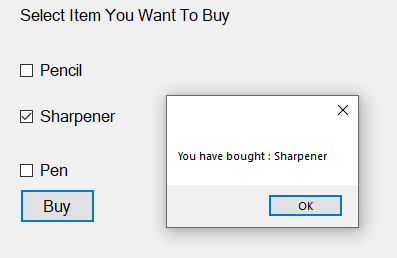 Select Item You Want To Buy
Pencil
Sharpener
Pen
Buy
You have bought : Sharpener
OK